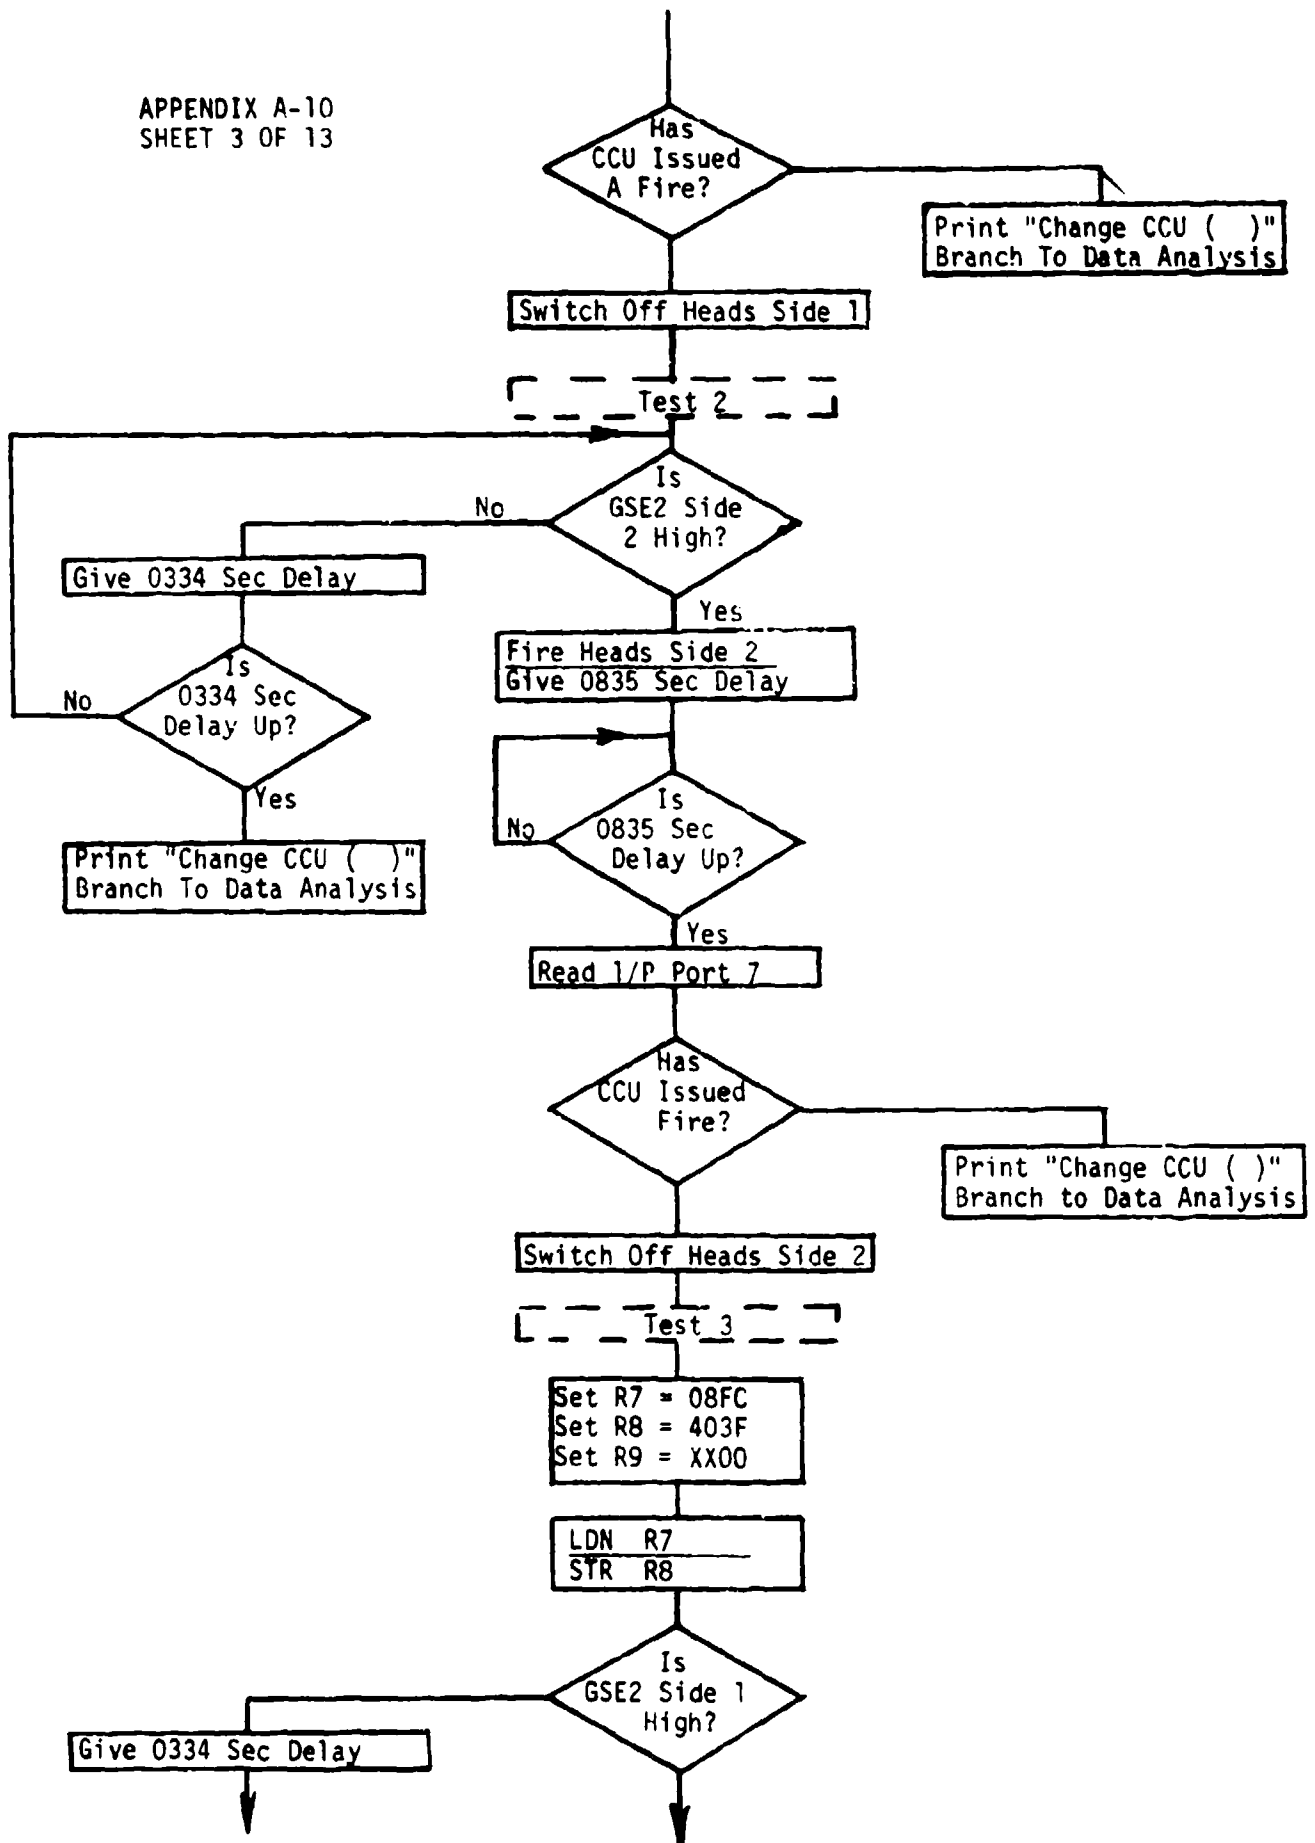 APPENDIX A-10
SHEET 3 OF 13
Has
CCU Issued
A Fire?
Print "Change CCU ( )"
Branch To Data Analysis
Switch Off Heads Side 1
Test 2
Is
GSE2 Side
2 High?
No
Yes
Give 0334 Sec Delay
Is
0334 Sec
Delay Up?
No
Yes
Print "Change CCU ( )"
Branch To Data Analysis
Fire Heads Side 2
Give 0835 Sec Delay
Is
0835 Sec
Delay Up?
No
Yes
Read 1/P Port 7
Has
CCU Issued
Fire?
Print "Change CCU ( )"
Branch to Data Analysis
Switch Off Heads Side 2
Test 3
Set R7 = 08FC
Set R8 = 403F
Set R9 = XX00
LDN R7
STR R8
Is
GSE2 Side 1
High?
Give 0334 Sec Delay